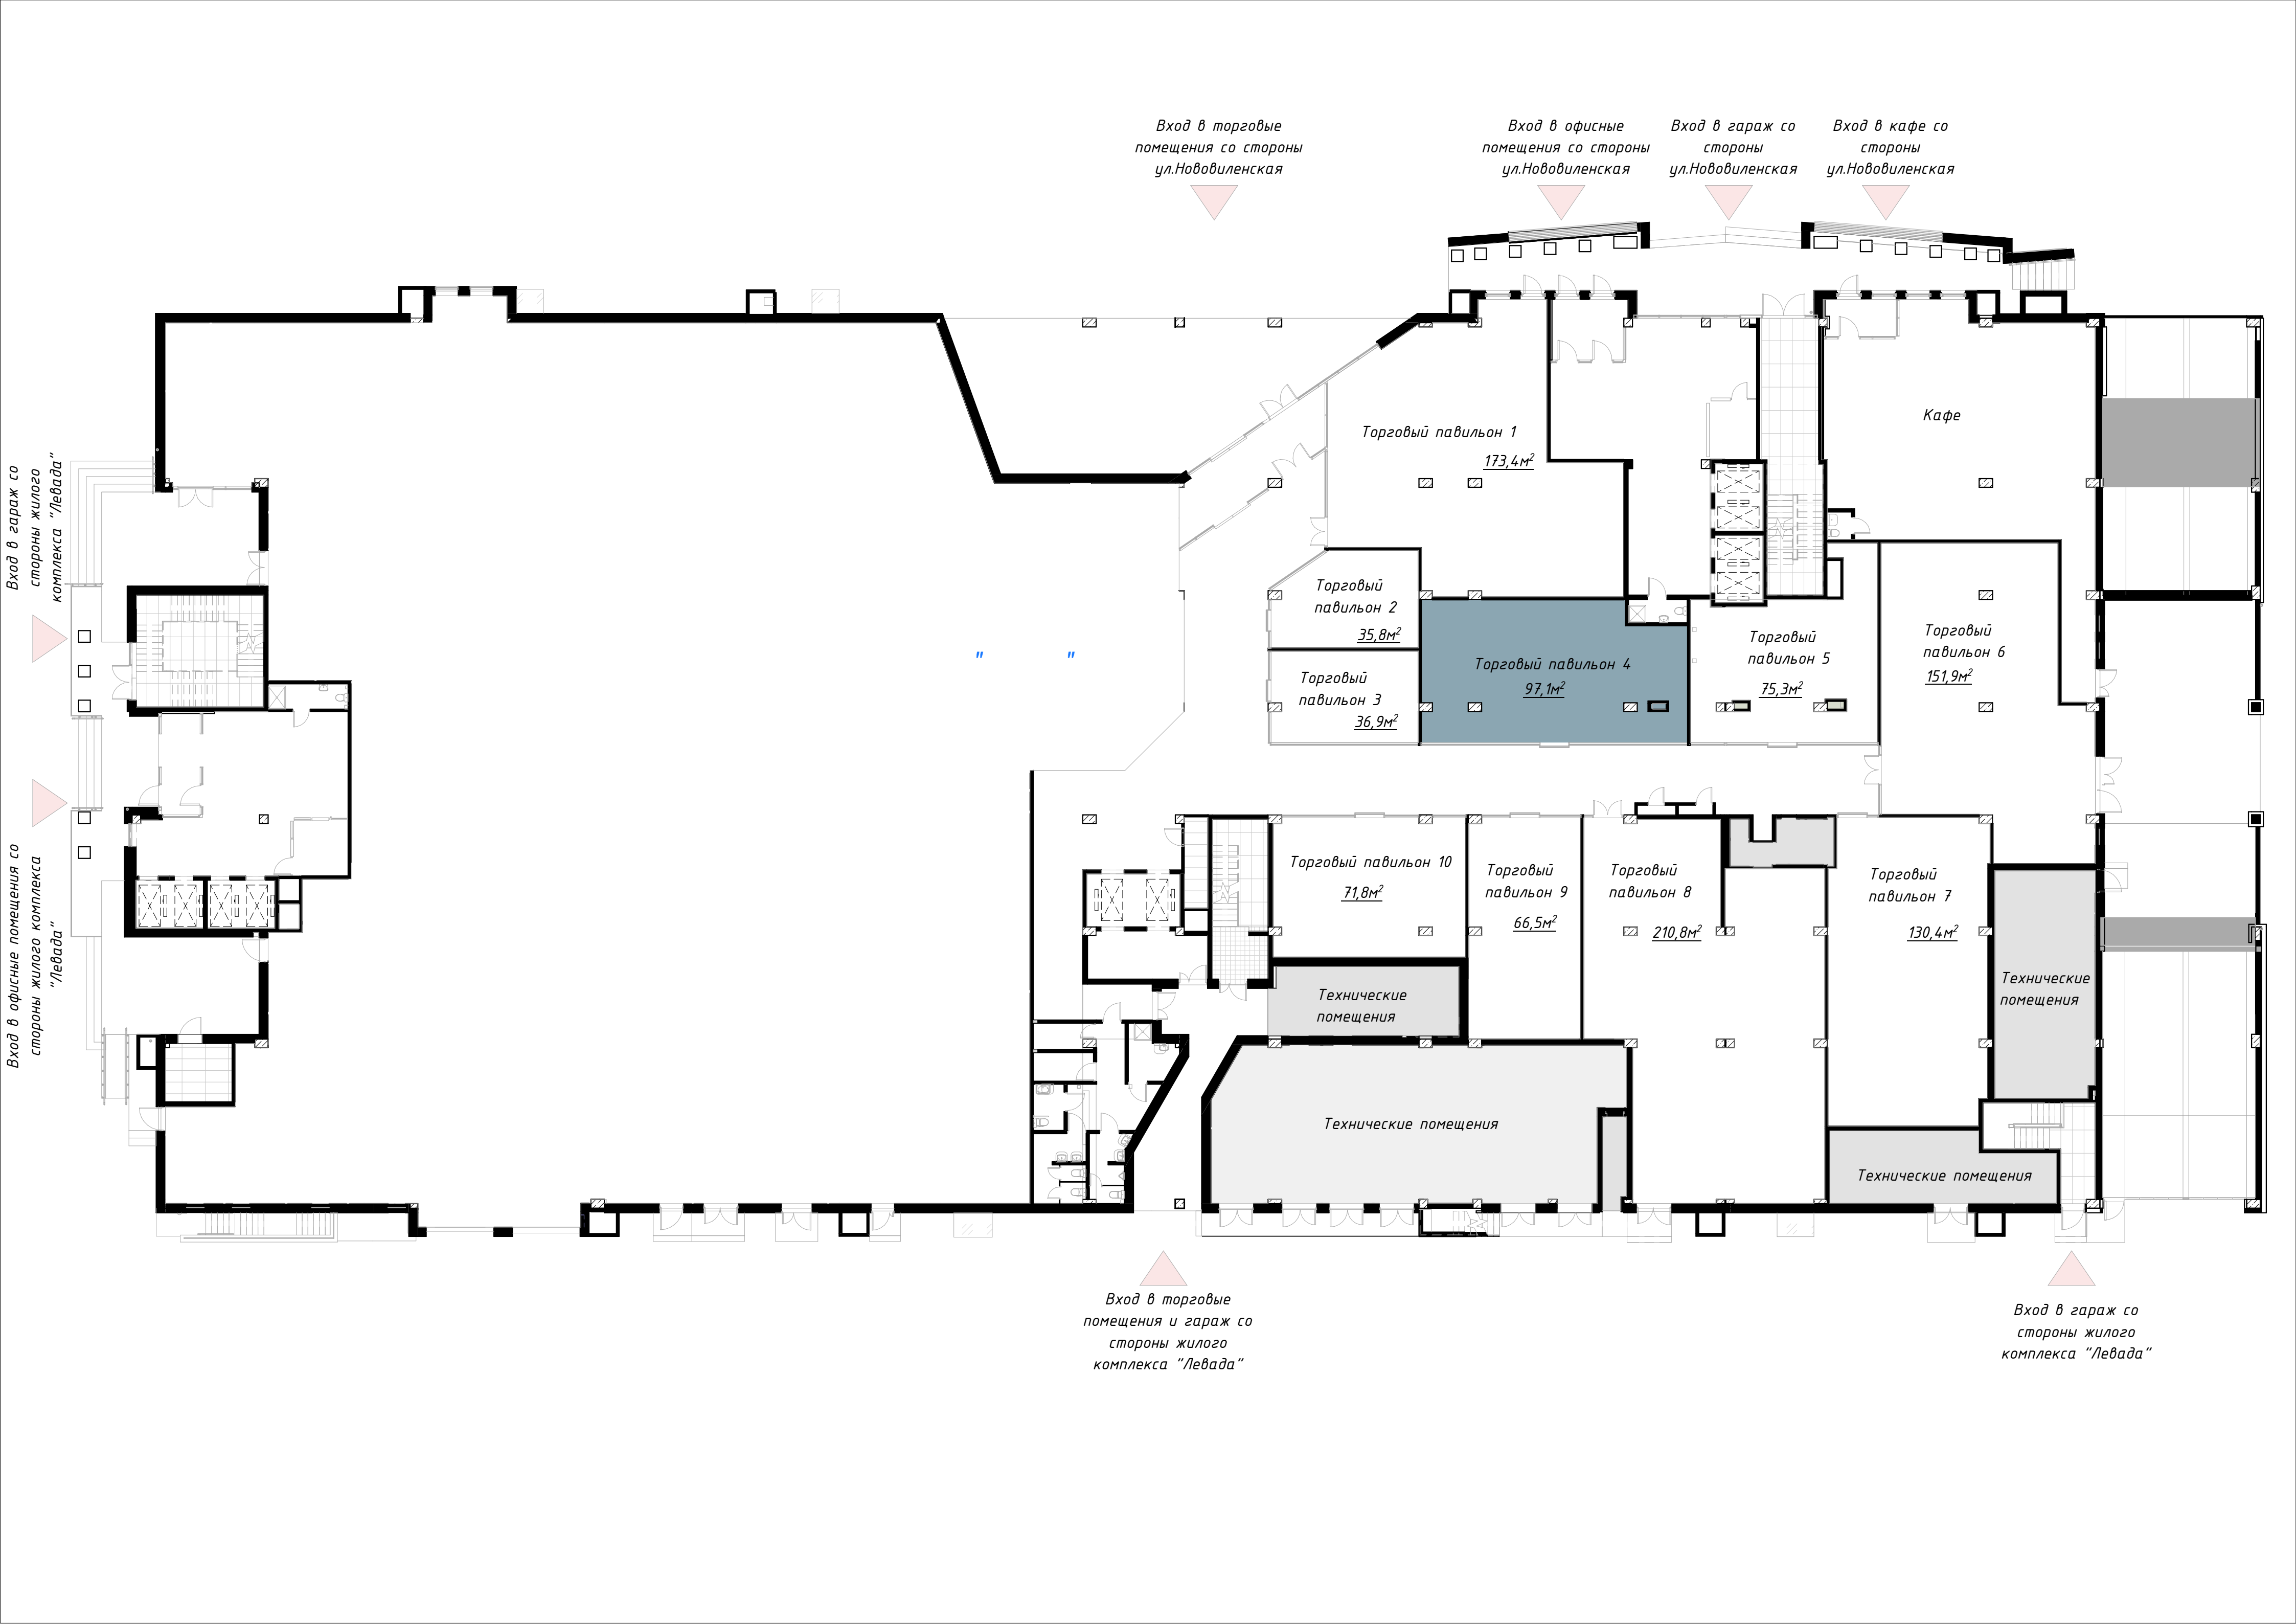 Вход в торговые
помещения со стороны
ул.Нововиленская
Вход в офисные
помещения со стороны
ул.Нововиленская
Вход в гараж со
стороны
ул.Нововиленская
Вход в кафе со
стороны
ул.Нововиленская
Вход в гараж со
стороны жилого
комплекса "Левада"
Вход в офисные помещения со
стороны жилого комплекса
"Левада"
" "
Торговый павильон 1
173,4м²
Кафе
Торговый
павильон 2
35,8м²
Торговый
павильон 3
36,9м²
Торговый павильон 4
97,1м²
Торговый
павильон 5
75,3м²
Торговый
павильон 6
151,9м²
Торговый павильон 10
71,8м²
Торговый
павильон 9
66,5м²
Торговый
павильон 8
210,8м²
Торговый
павильон 7
130,4м²
Технические
помещения
Технические
помещения
Технические помещения
Технические помещения
Вход в торговые
помещения и гараж со
стороны жилого
комплекса "Левада"
Вход в гараж со
стороны жилого
комплекса "Левада"